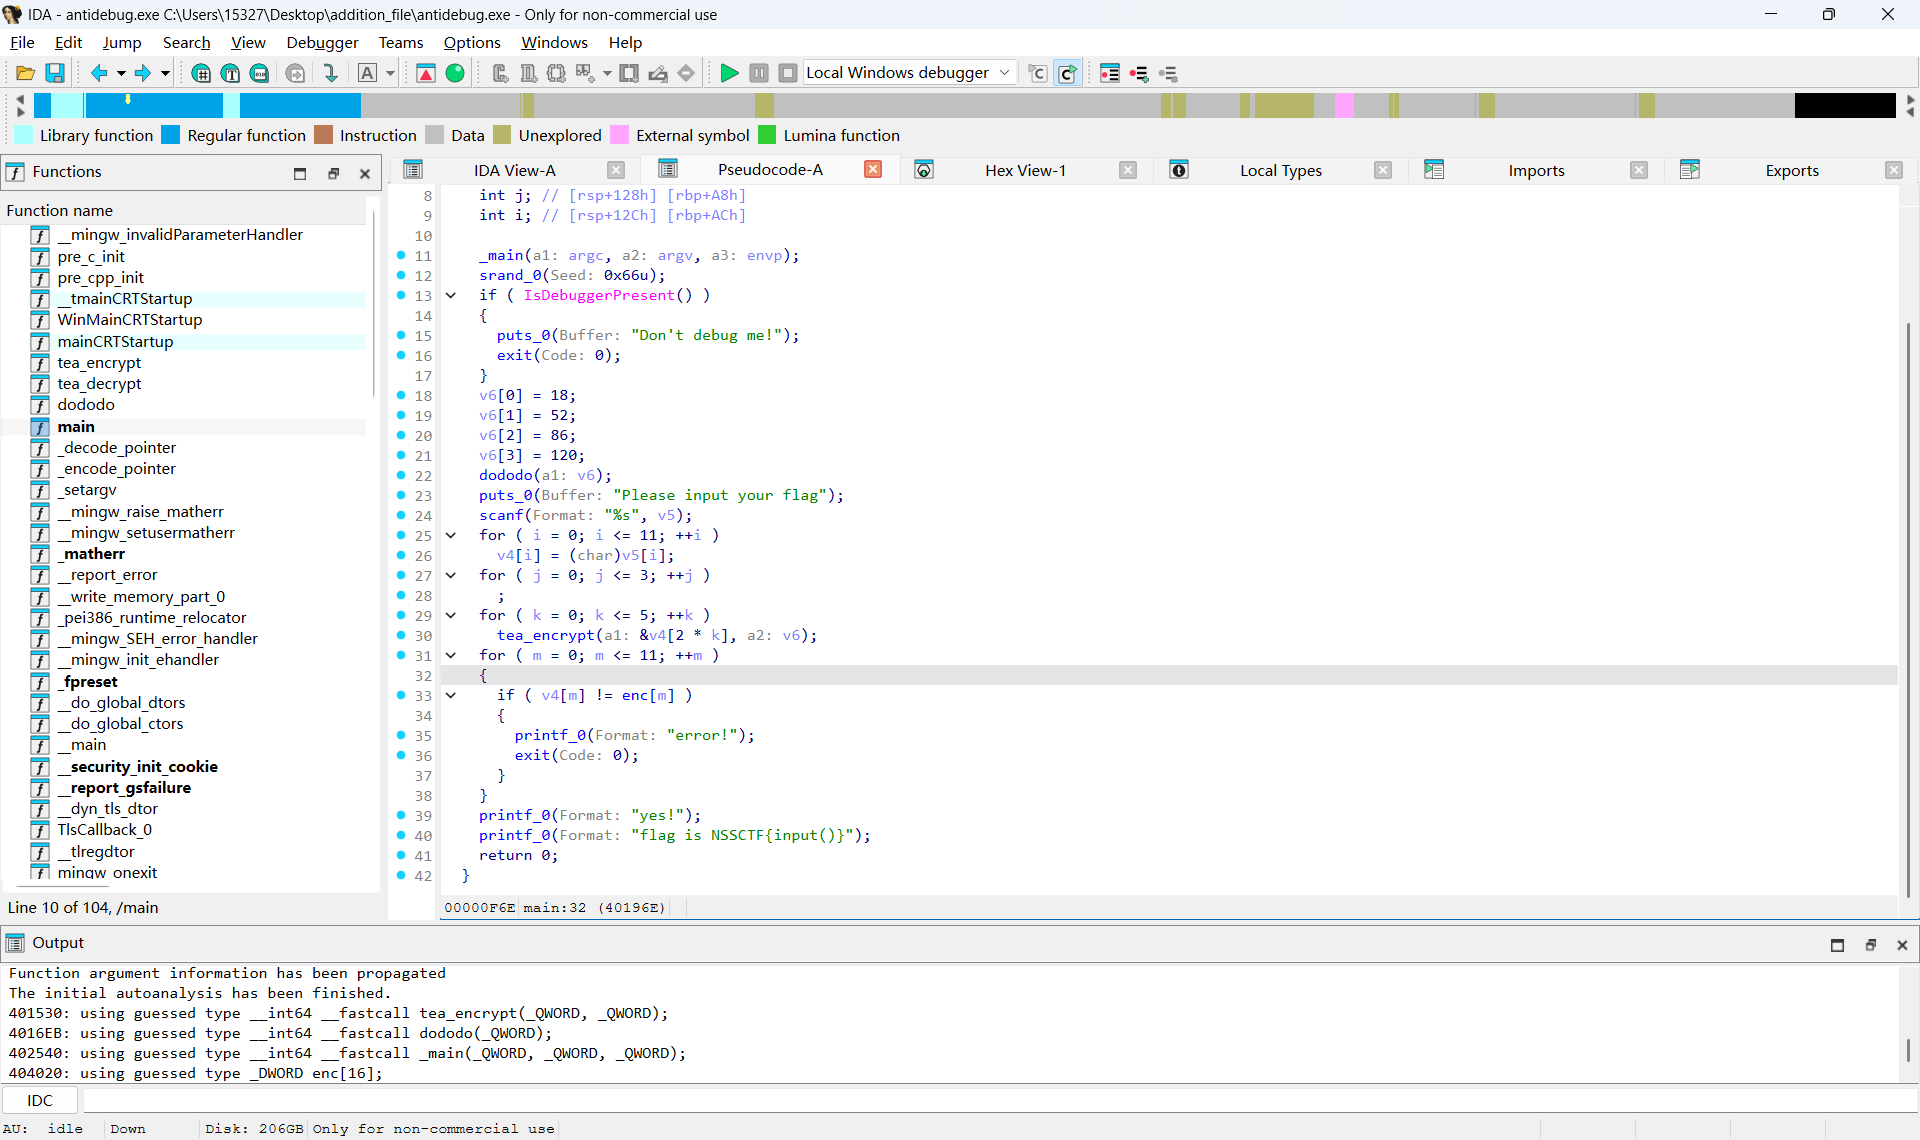 IDA - antidebug.exe C:\Users\15327\Desktop\addition_file\antidebug.exe - Only for non-commercial use
File Edit Jump Search View Debugger Teams Options Windows Help
Local Windows debugger
Library function Regular function Instruction Data Unexplored External symbol Lumina function
Functions
Function name
__mingw_invalidParameterHandler
pre_c_init
pre_cpp_init
__tmainCRTStartup
WinMainCRTStartup
mainCRTStartup
tea_encrypt
tea_decrypt
dododo
main
_decode_pointer
_encode_pointer
_setargv
__mingw_raise_matherr
__mingw_setusermatherr
_matherr
__report_error
__write_memory_part_0
_pei386_runtime_relocator
__mingw_SEH_error_handler
__mingw_init_ehandler
_fpreset
__do_global_dtors
__do_global_ctors
__main
__security_init_cookie
__report_gsfailure
__dyn_tls_dtor
TlsCallback_0
__tlregdtor
mingw_onexit
Line 10 of 104, /main
IDA View-A Pseudocode-A Hex View-1 Local Types Imports Exports
8 int j; // [rsp+128h] [rbp+A8h]
9 int i; // [rsp+12Ch] [rbp+ACh]
10
11 _main(a1: argc, a2: argv, a3: envp);
12 srand_0(Seed: 0x66u);
13 if ( IsDebuggerPresent() )
14 {
15 puts_0(Buffer: "Don't debug me!");
16 exit(Code: 0);
17 }
18 v6[0] = 18;
19 v6[1] = 52;
20 v6[2] = 86;
21 v6[3] = 120;
22 dododo(a1: v6);
23 puts_0(Buffer: "Please input your flag");
24 scanf(Format: "%s", v5);
25 for ( i = 0; i <= 11; ++i )
26 v4[i] = (char)v5[i];
27 for ( j = 0; j <= 3; ++j )
28 ;
29 for ( k = 0; k <= 5; ++k )
30 tea_encrypt(a1: &v4[2 * k], a2: v6);
31 for ( m = 0; m <= 11; ++m )
32 {
33 if ( v4[m] != enc[m] )
34 {
35 printf_0(Format: "error!");
36 exit(Code: 0);
37 }
38 }
39 printf_0(Format: "yes!");
40 printf_0(Format: "flag is NSSCTF{input()}");
41 return 0;
42 }
00000F6E main:32 (40196E)
Output
Function argument information has been propagated
The initial autoanalysis has been finished.
401530: using guessed type __int64 __fastcall tea_encrypt(_QWORD, _QWORD);
4016EB: using guessed type __int64 __fastcall dododo(_QWORD);
402540: using guessed type __int64 __fastcall _main(_QWORD, _QWORD, _QWORD);
404020: using guessed type _DWORD enc[16];
IDC
AU: idle Down Disk: 206GB Only for non-commercial use